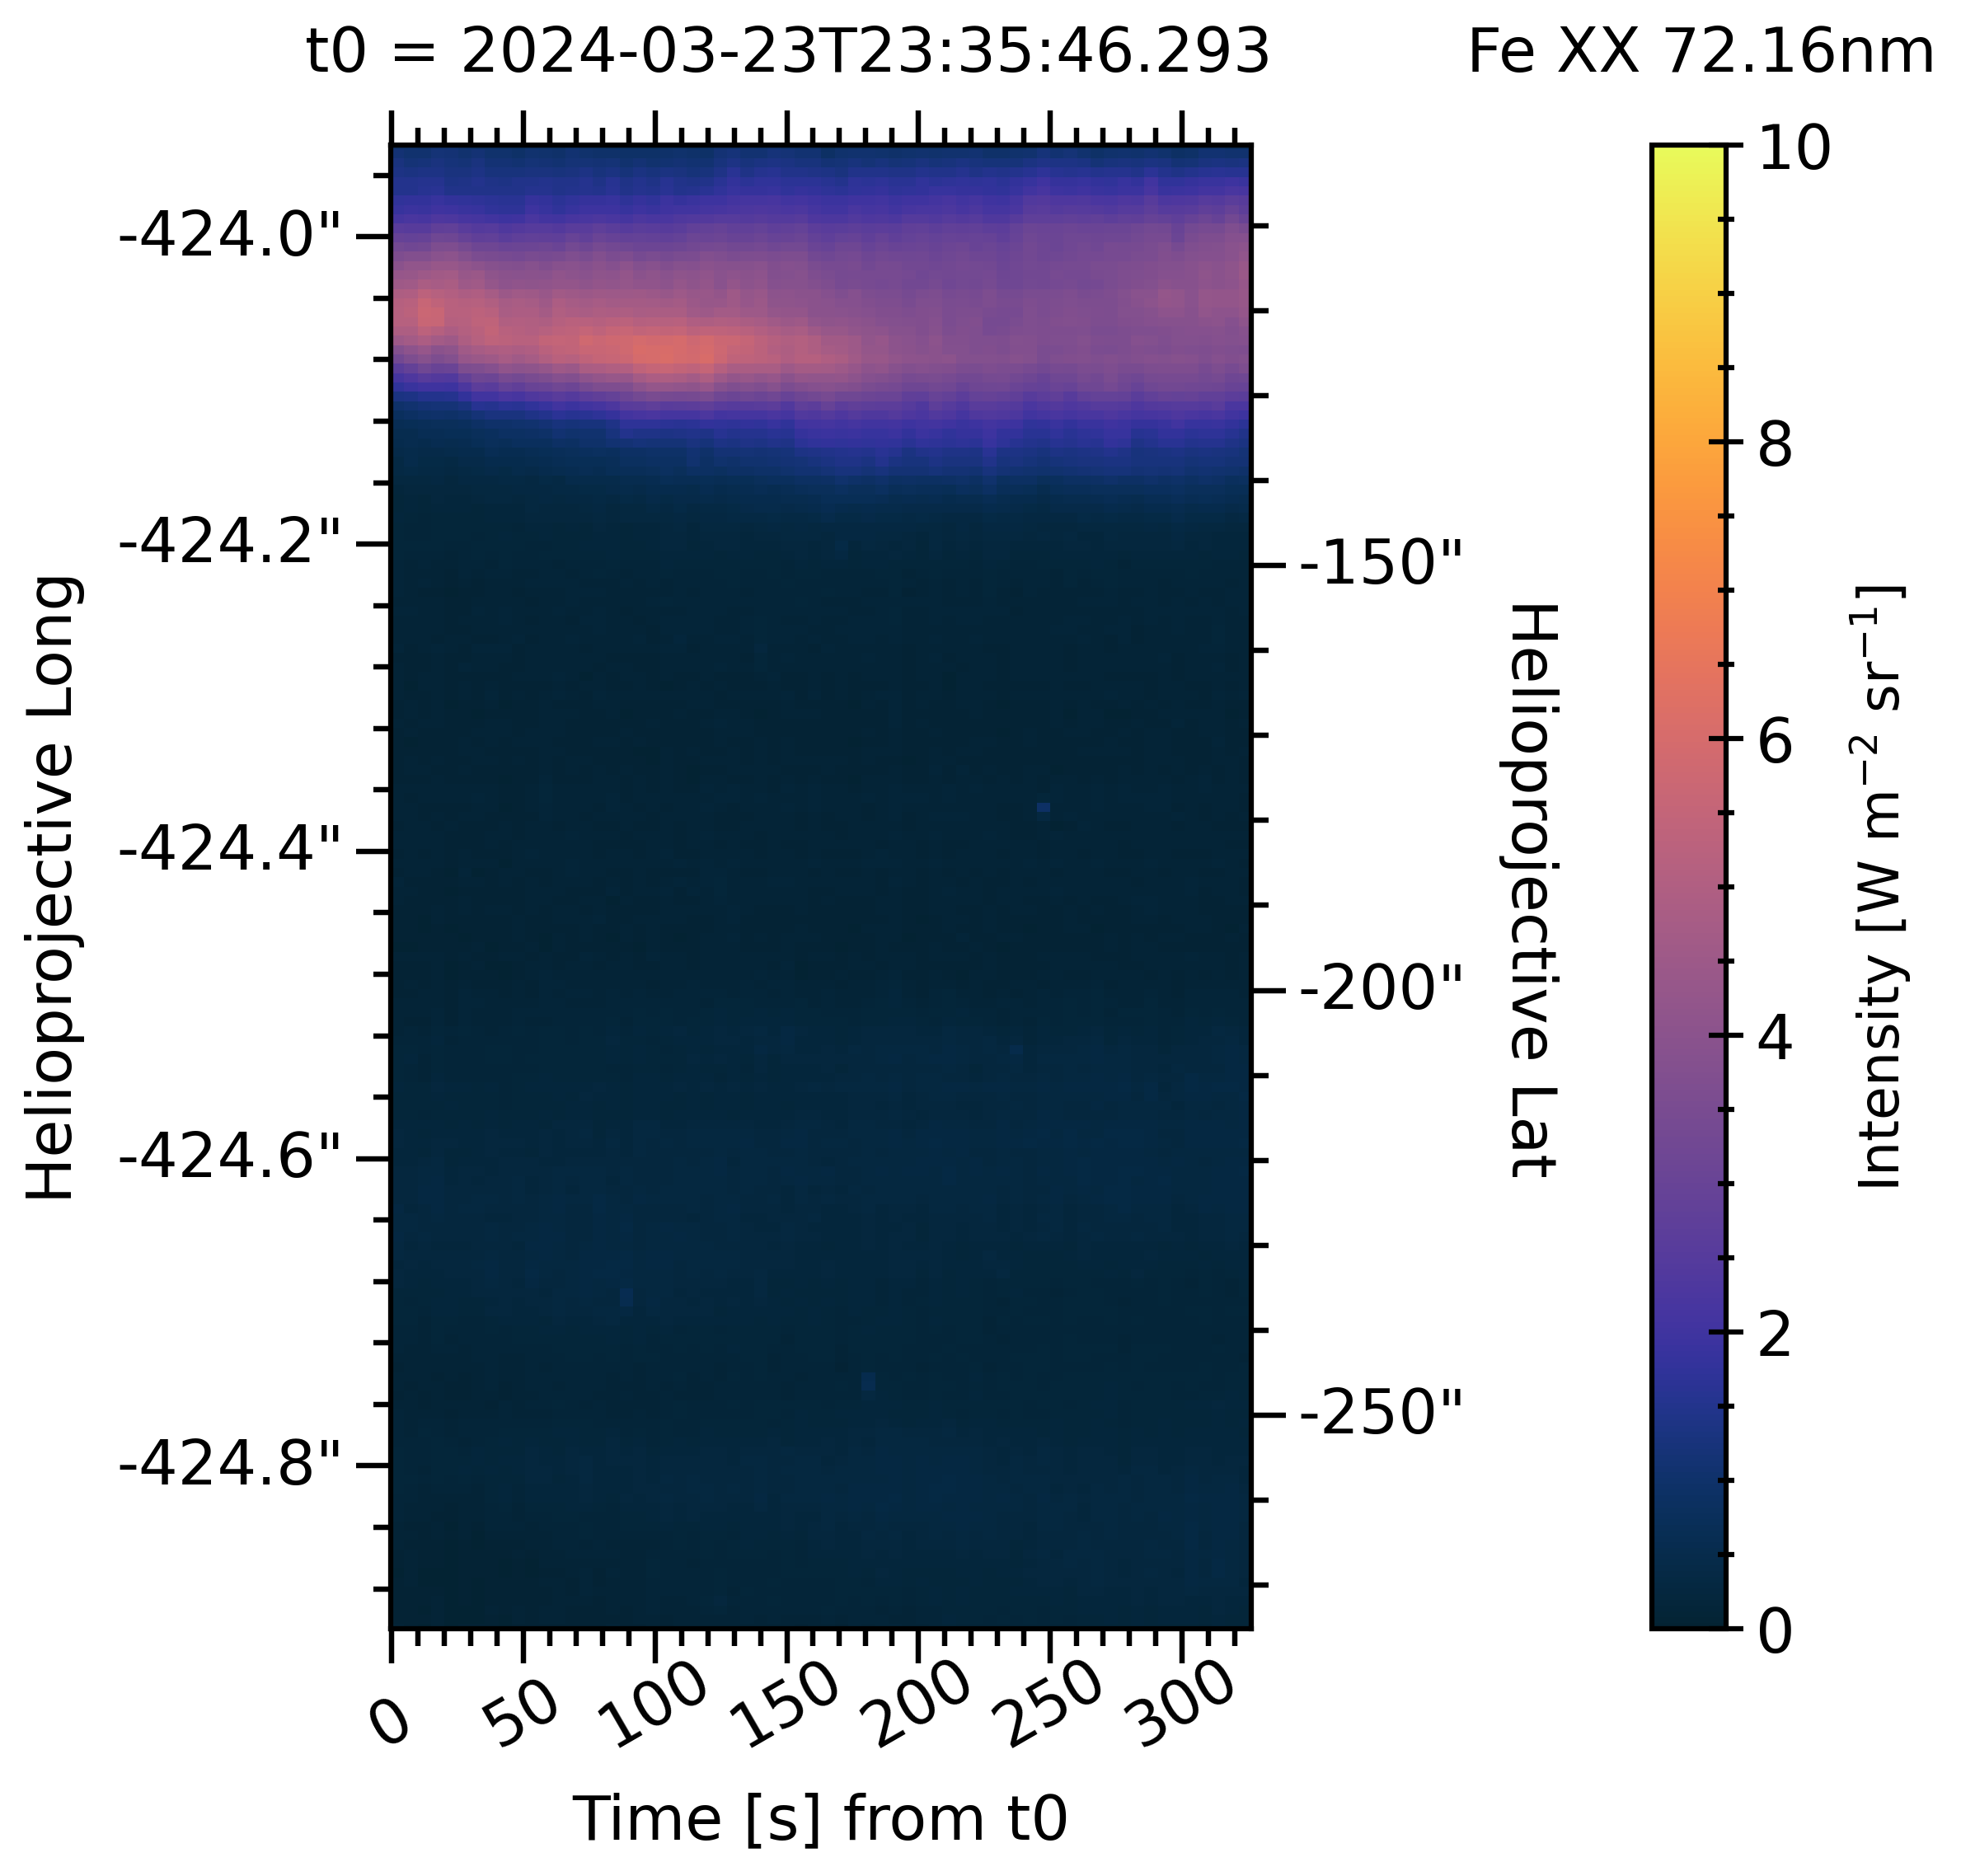 t0 = 2024-03-23T23:35:46.293
Fe XX 72.16nm
Helioprojective Long
-424.0"
-424.2"
-424.4"
-424.6"
-424.8"
-150"
-200"
-250"
Helioprojective Lat
10
8
6
4
2
0
Intensity [W m⁻² sr⁻¹]
0 50 100 150 200 250 300
Time [s] from t0